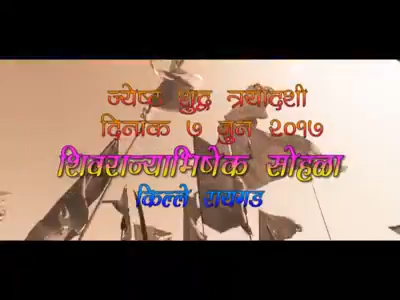 ज्येष्ठ शुद्ध त्रयोदशी
दिनांक ७ जुन २०१७
शिवराज्याभिषेक सोहळा
किल्ले रायगड